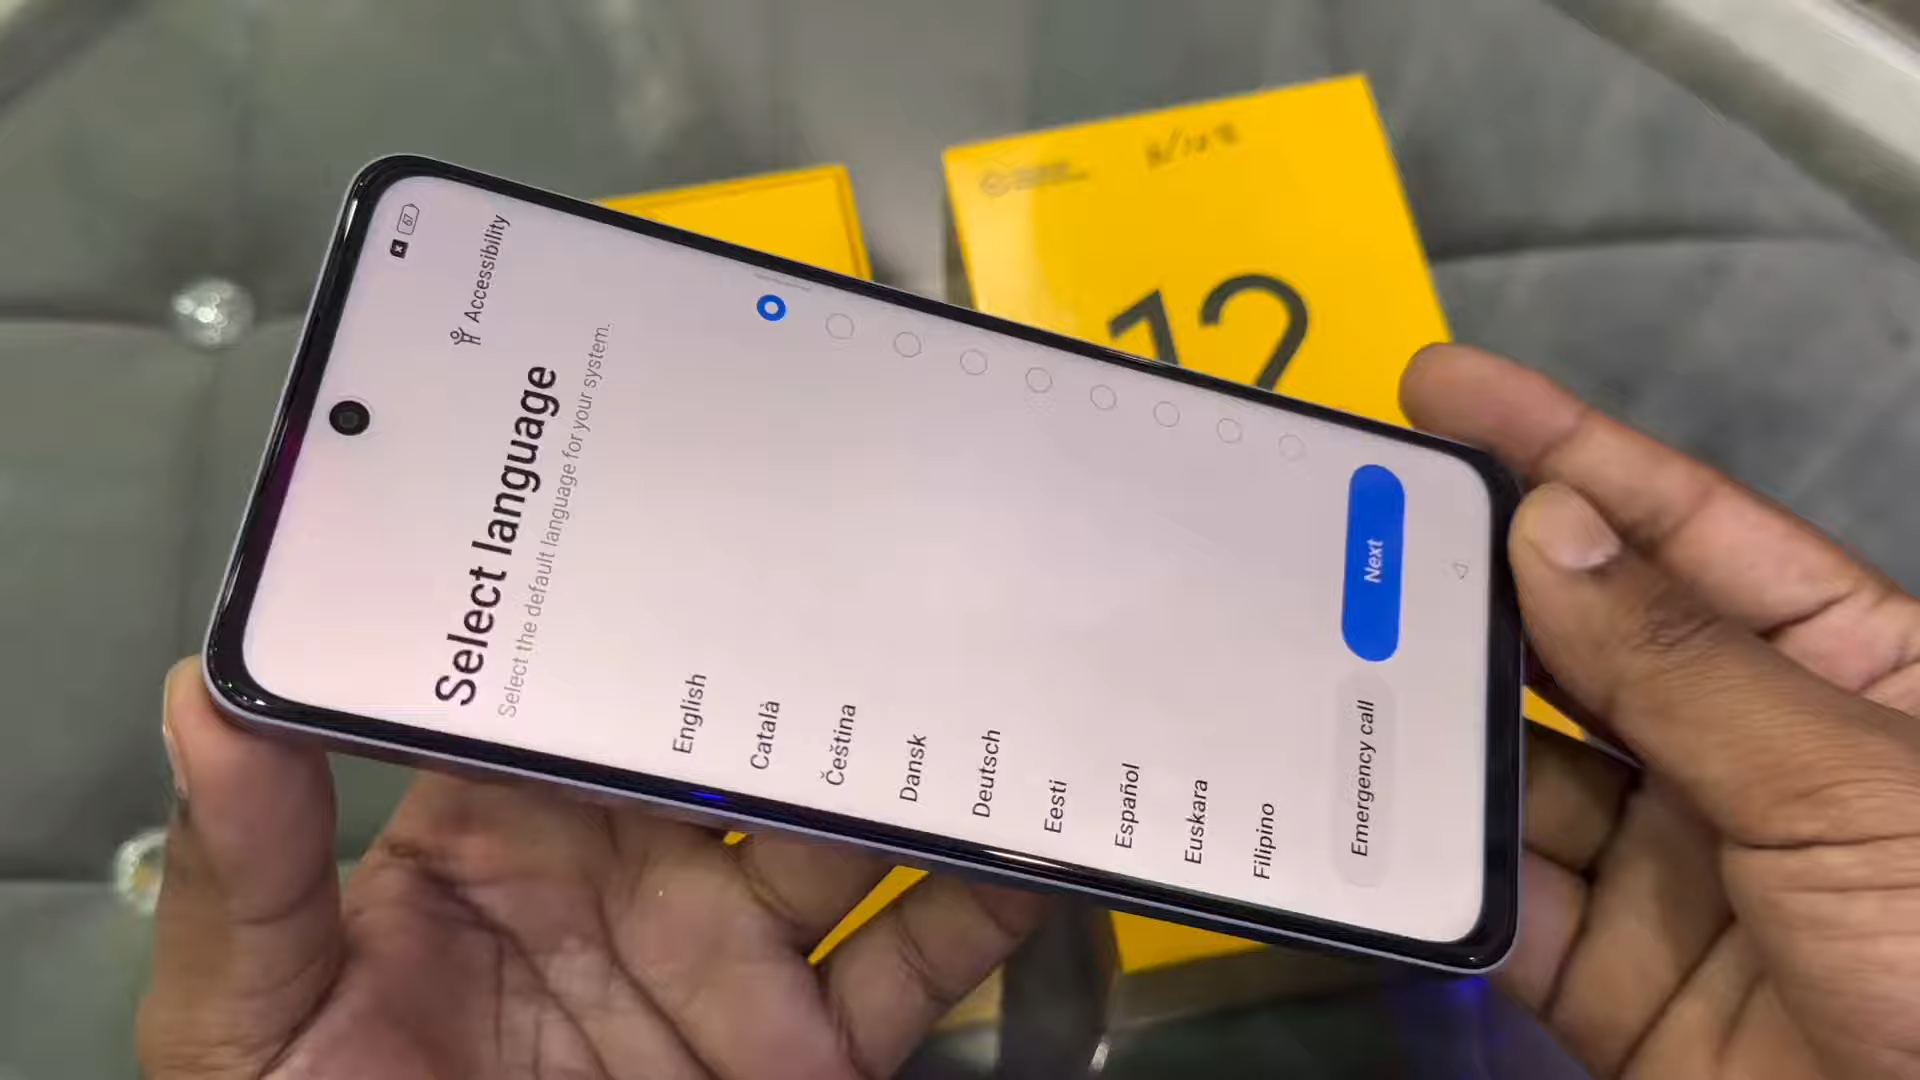 67
Accessibility
Select language
Select the default language for your system.
English
Català
Čeština
Dansk
Deutsch
Eesti
Español
Euskara
Filipino
Emergency call
Next
12